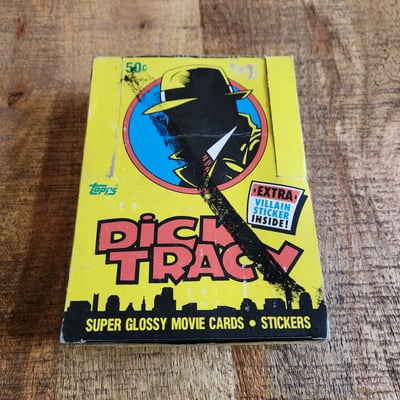 50¢
topps
EXTRA
VILLAIN
STICKER
INSIDE!
DICK
TRACY
SUPER GLOSSY MOVIE CARDS • STICKERS